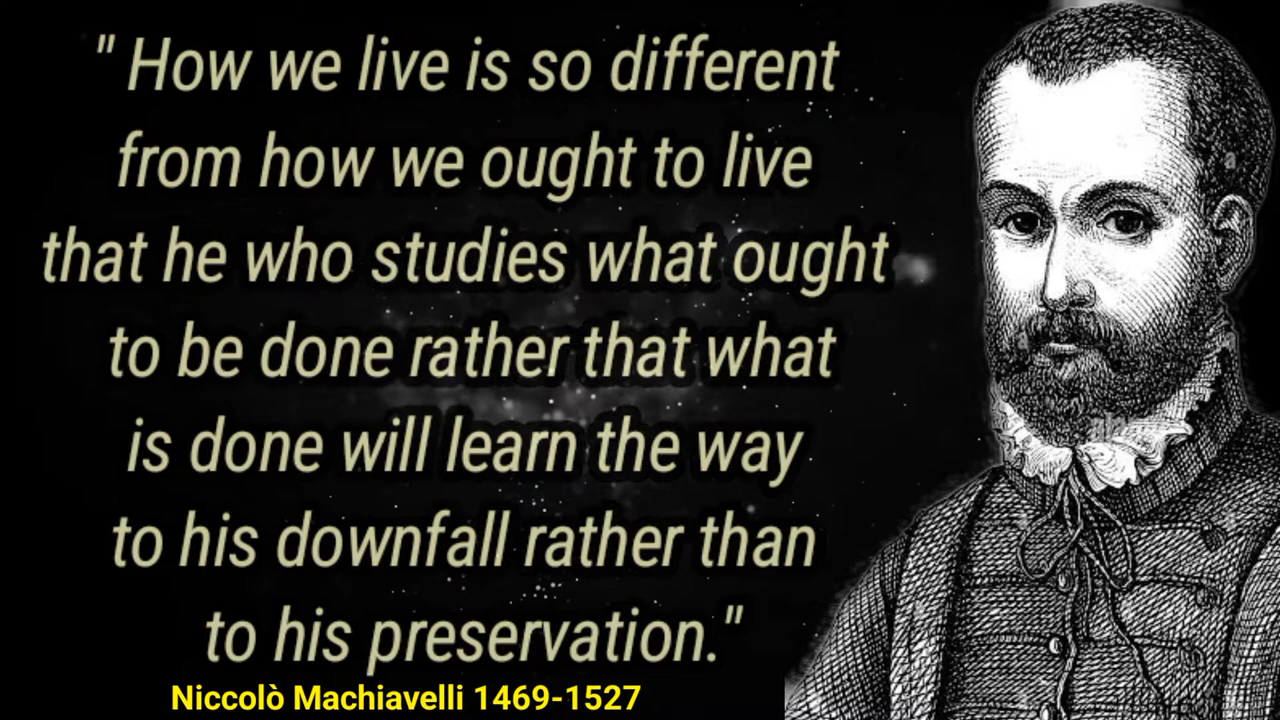 " How we live is so different
from how we ought to live
that he who studies what ought
to be done rather that what
is done will learn the way
to his downfall rather than
to his preservation."
Niccolò Machiavelli 1469-1527